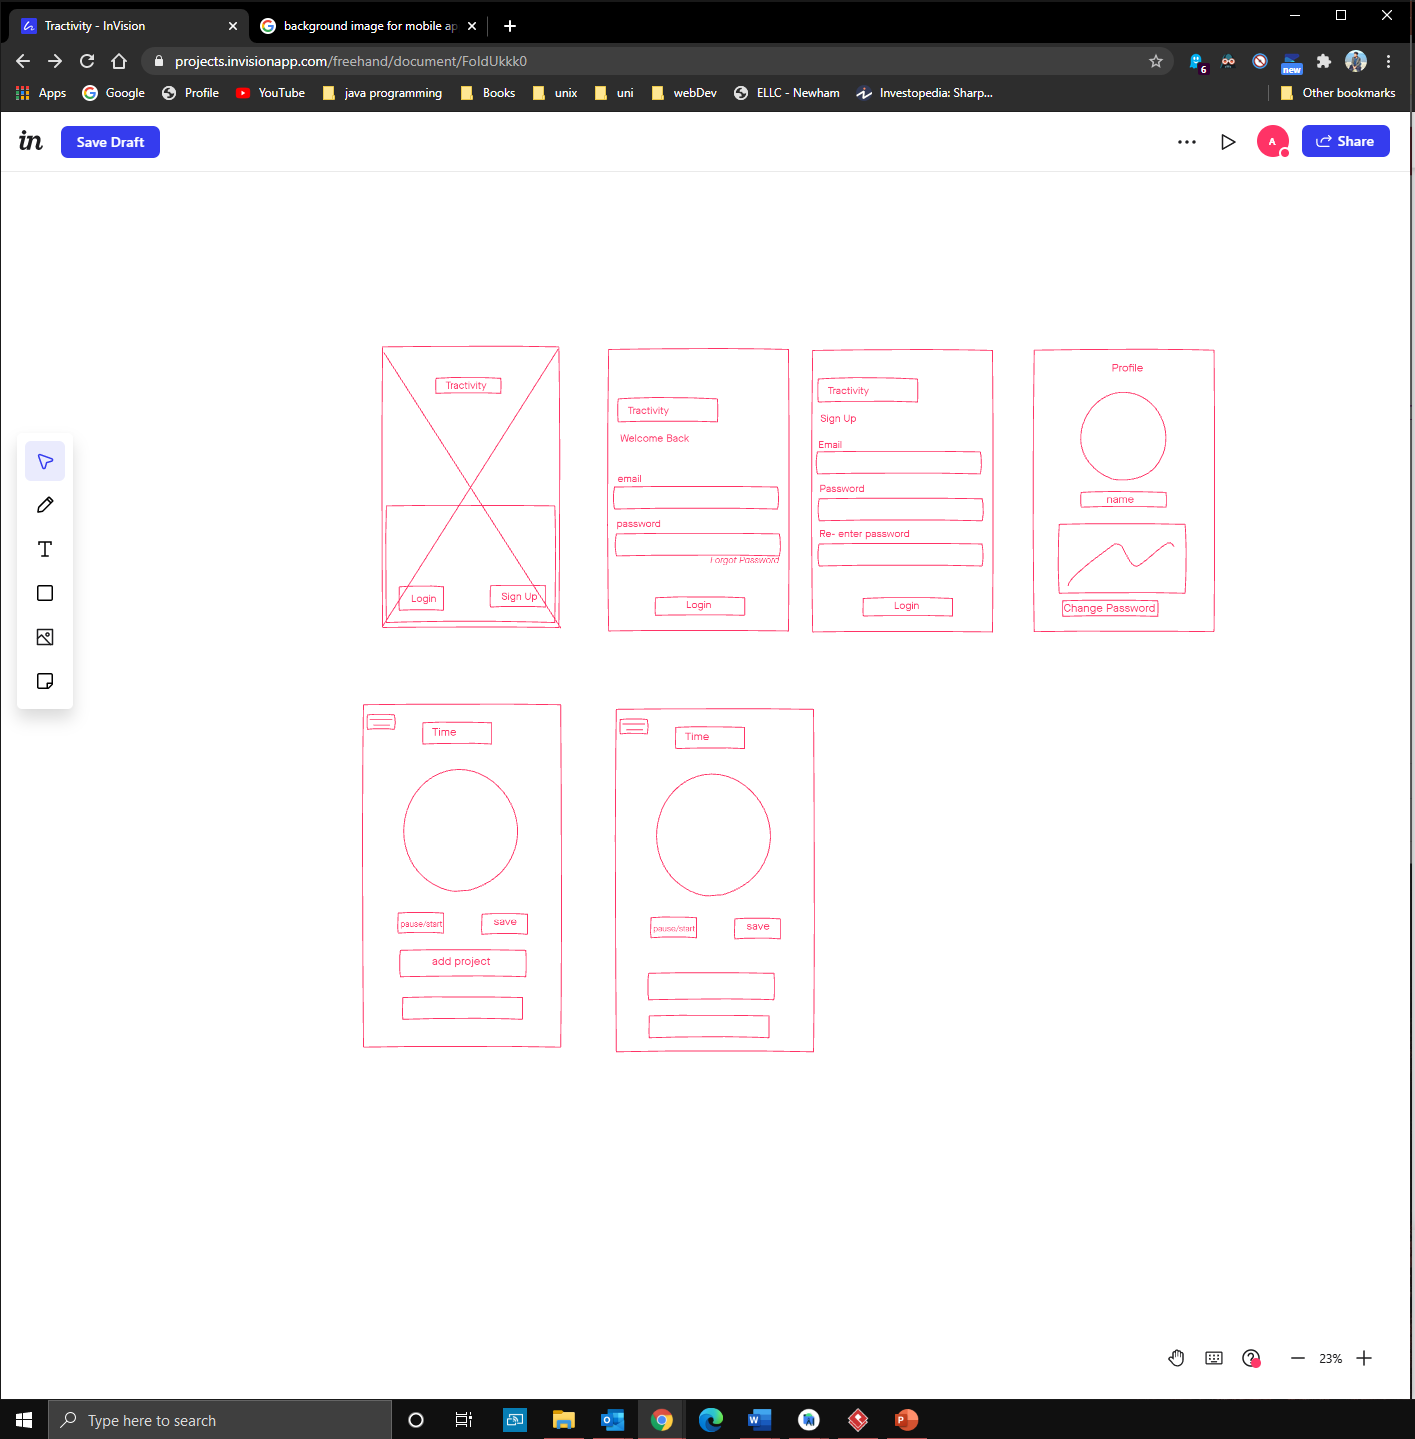 Tractivity - InVision
background image for mobile ap
projects.invisionapp.com/freehand/document/FoIdUkkk0
6
new
Apps
Google
Profile
YouTube
java programming
Books
unix
uni
webDev
ELLC - Newham
Investopedia: Sharp...
Other bookmarks
in
Save Draft
A
Share
Tractivity
Login
Sign Up
Tractivity
Welcome Back
email
password
Forgot Password
Login
Tractivity
Sign Up
Email
Password
Re- enter password
Login
Profile
name
Change Password
Time
pause/start
save
add project
Time
pause/start
save
23%
Type here to search